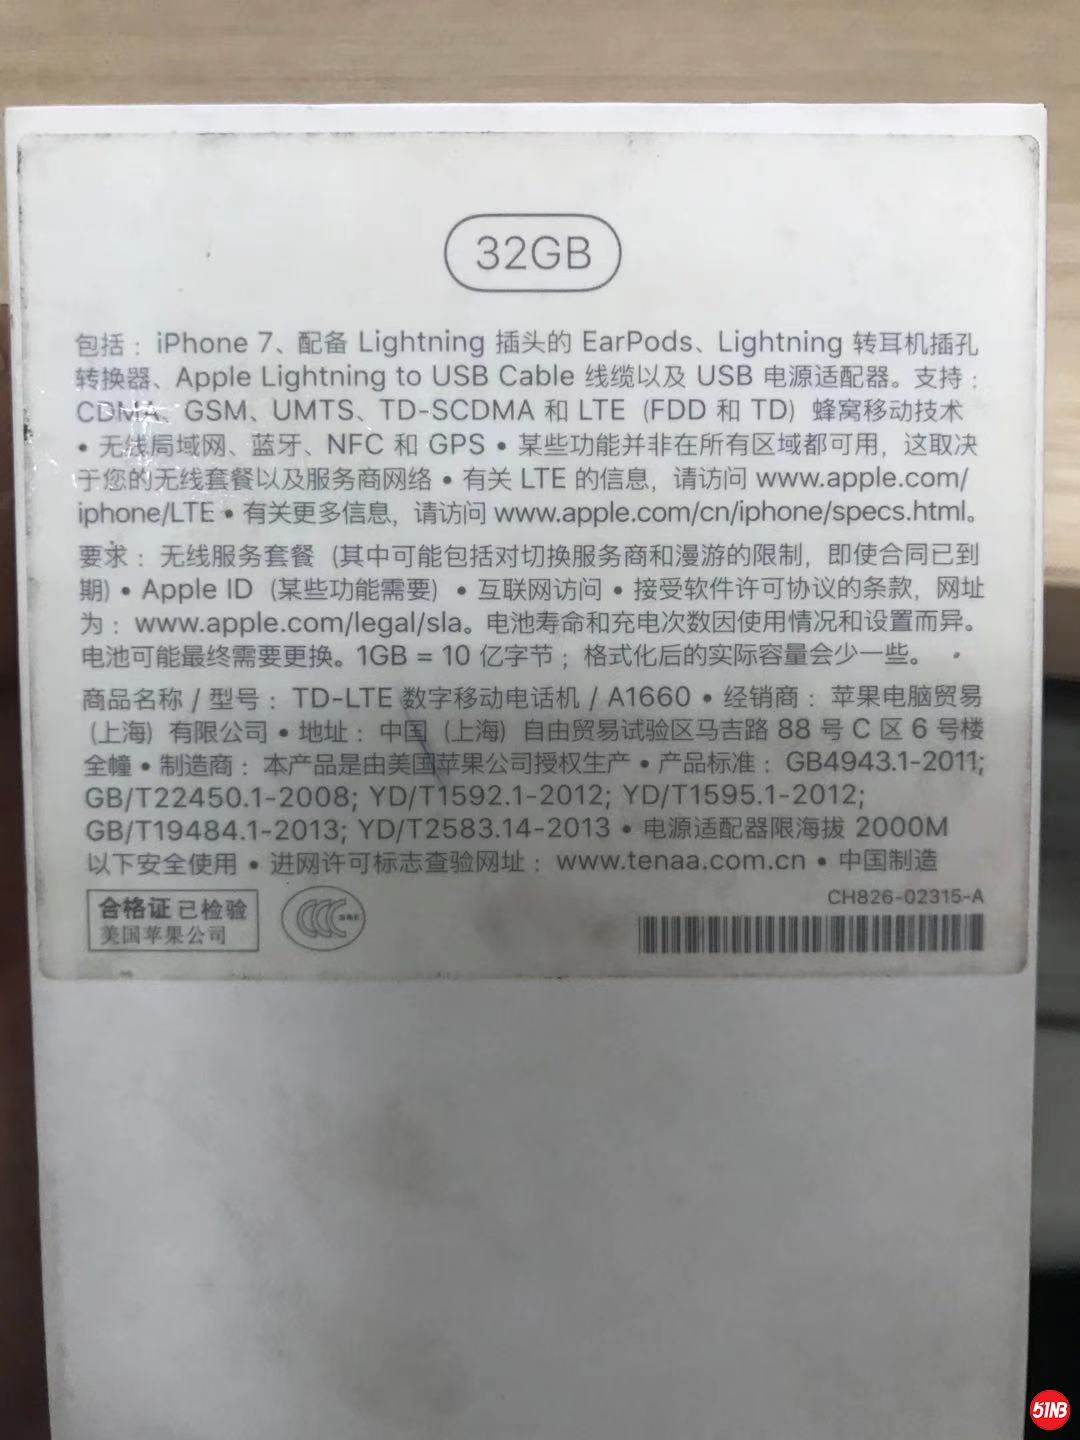 32GB
包括：iPhone 7、配备 Lightning 插头的 EarPods、Lightning 转耳机插孔
转换器、Apple Lightning to USB Cable 线缆以及 USB 电源适配器。支持：
CDMA、GSM、UMTS、TD-SCDMA 和 LTE（FDD 和 TD）蜂窝移动技术
• 无线局域网、蓝牙、NFC 和 GPS • 某些功能并非在所有区域都可用，这取决
于您的无线套餐以及服务商网络 • 有关 LTE 的信息，请访问 www.apple.com/
iphone/LTE • 有关更多信息，请访问 www.apple.com/cn/iphone/specs.html。
要求：无线服务套餐（其中可能包括对切换服务商和漫游的限制，即使合同已到
期）• Apple ID（某些功能需要）• 互联网访问 • 接受软件许可协议的条款，网址
为：www.apple.com/legal/sla。电池寿命和充电次数因使用情况和设置而异。
电池可能最终需要更换。1GB = 10 亿字节；格式化后的实际容量会少一些。
商品名称 / 型号：TD-LTE 数字移动电话机 / A1660 • 经销商：苹果电脑贸易
（上海）有限公司 • 地址：中国（上海）自由贸易试验区马吉路 88 号 C 区 6 号楼
全幢 • 制造商：本产品是由美国苹果公司授权生产 • 产品标准：GB4943.1-2011;
GB/T22450.1-2008; YD/T1592.1-2012; YD/T1595.1-2012;
GB/T19484.1-2013; YD/T2583.14-2013 • 电源适配器限海拔 2000M
以下安全使用 • 进网许可标志查验网址：www.tenaa.com.cn • 中国制造
合格证 已检验
美国苹果公司
CCC S&E
CH826-02315-A
51NB